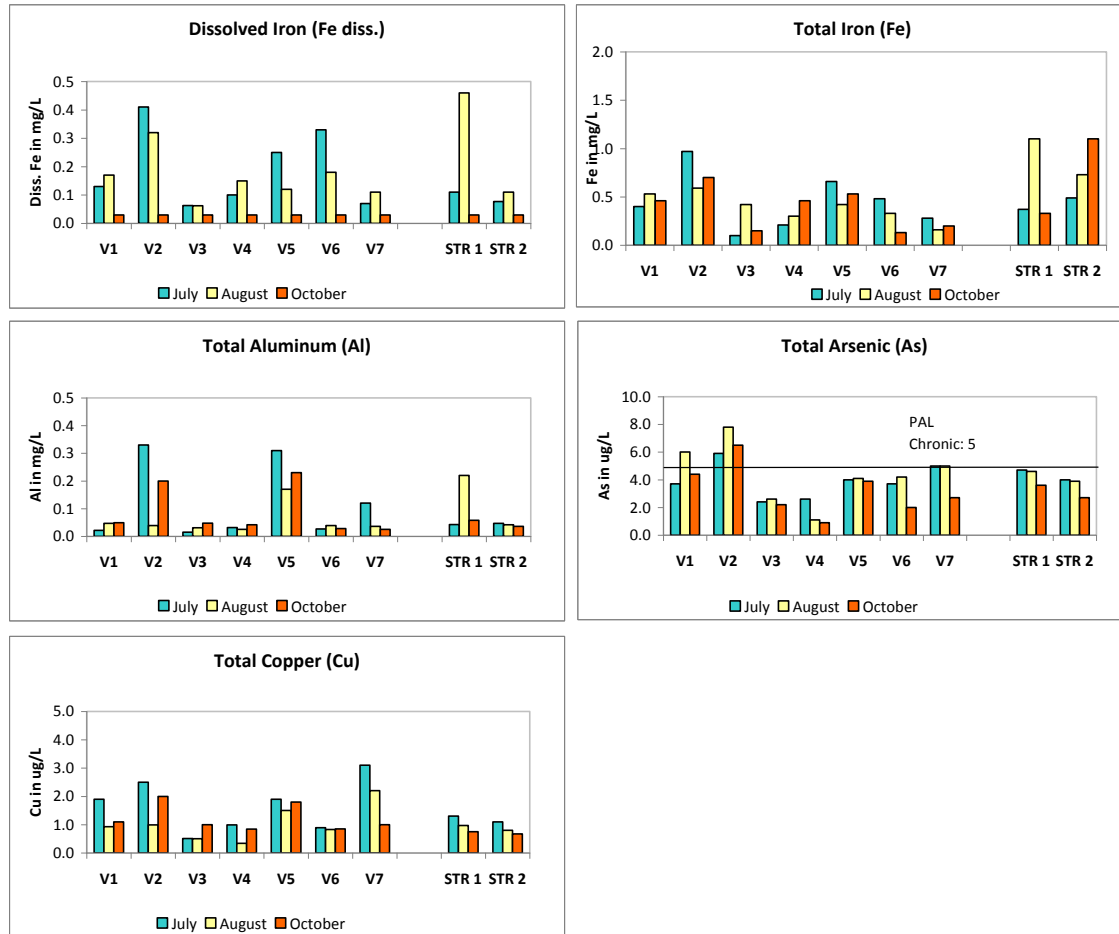 Dissolved Iron (Fe diss.)
Diss. Fe in mg/L
0.5
0.4
0.3
0.2
0.1
0.0
V1 V2 V3 V4 V5 V6 V7 STR 1 STR 2
July August October
Total Iron (Fe)
Fe in mg/L
2.0
1.5
1.0
0.5
0.0
V1 V2 V3 V4 V5 V6 V7 STR 1 STR 2
July August October
Total Aluminum (Al)
Al in mg/L
0.5
0.4
0.3
0.2
0.1
0.0
V1 V2 V3 V4 V5 V6 V7 STR 1 STR 2
July August October
Total Arsenic (As)
As in ug/L
10.0
8.0
6.0
4.0
2.0
0.0
PAL
Chronic: 5
V1 V2 V3 V4 V5 V6 V7 STR 1 STR 2
July August October
Total Copper (Cu)
Cu in ug/L
5.0
4.0
3.0
2.0
1.0
0.0
V1 V2 V3 V4 V5 V6 V7 STR 1 STR 2
July August October